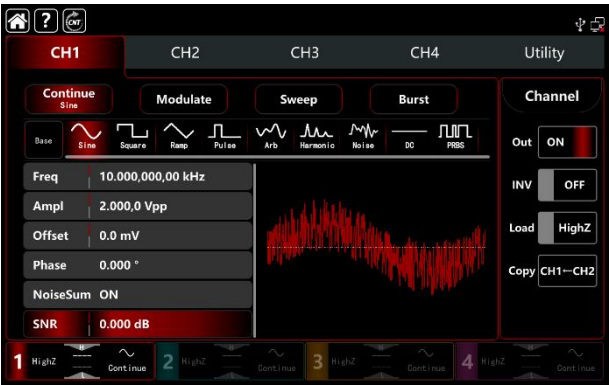 ? CNT
CH1 CH2 CH3 CH4 Utility
Continue
Sine
Modulate Sweep Burst Channel
Base Sine Square Ramp Pulse Arb Harmonic Noise DC PRBS
Out ON
Freq 10.000,000,00 kHz
INV OFF
Ampl 2.000,0 Vpp
Offset 0.0 mV
Load HighZ
Phase 0.000 °
Copy CH1←CH2
NoiseSum ON
SNR 0.000 dB
1 HighZ Continue 2 HighZ Continue 3 HighZ Continue 4 HighZ Continue